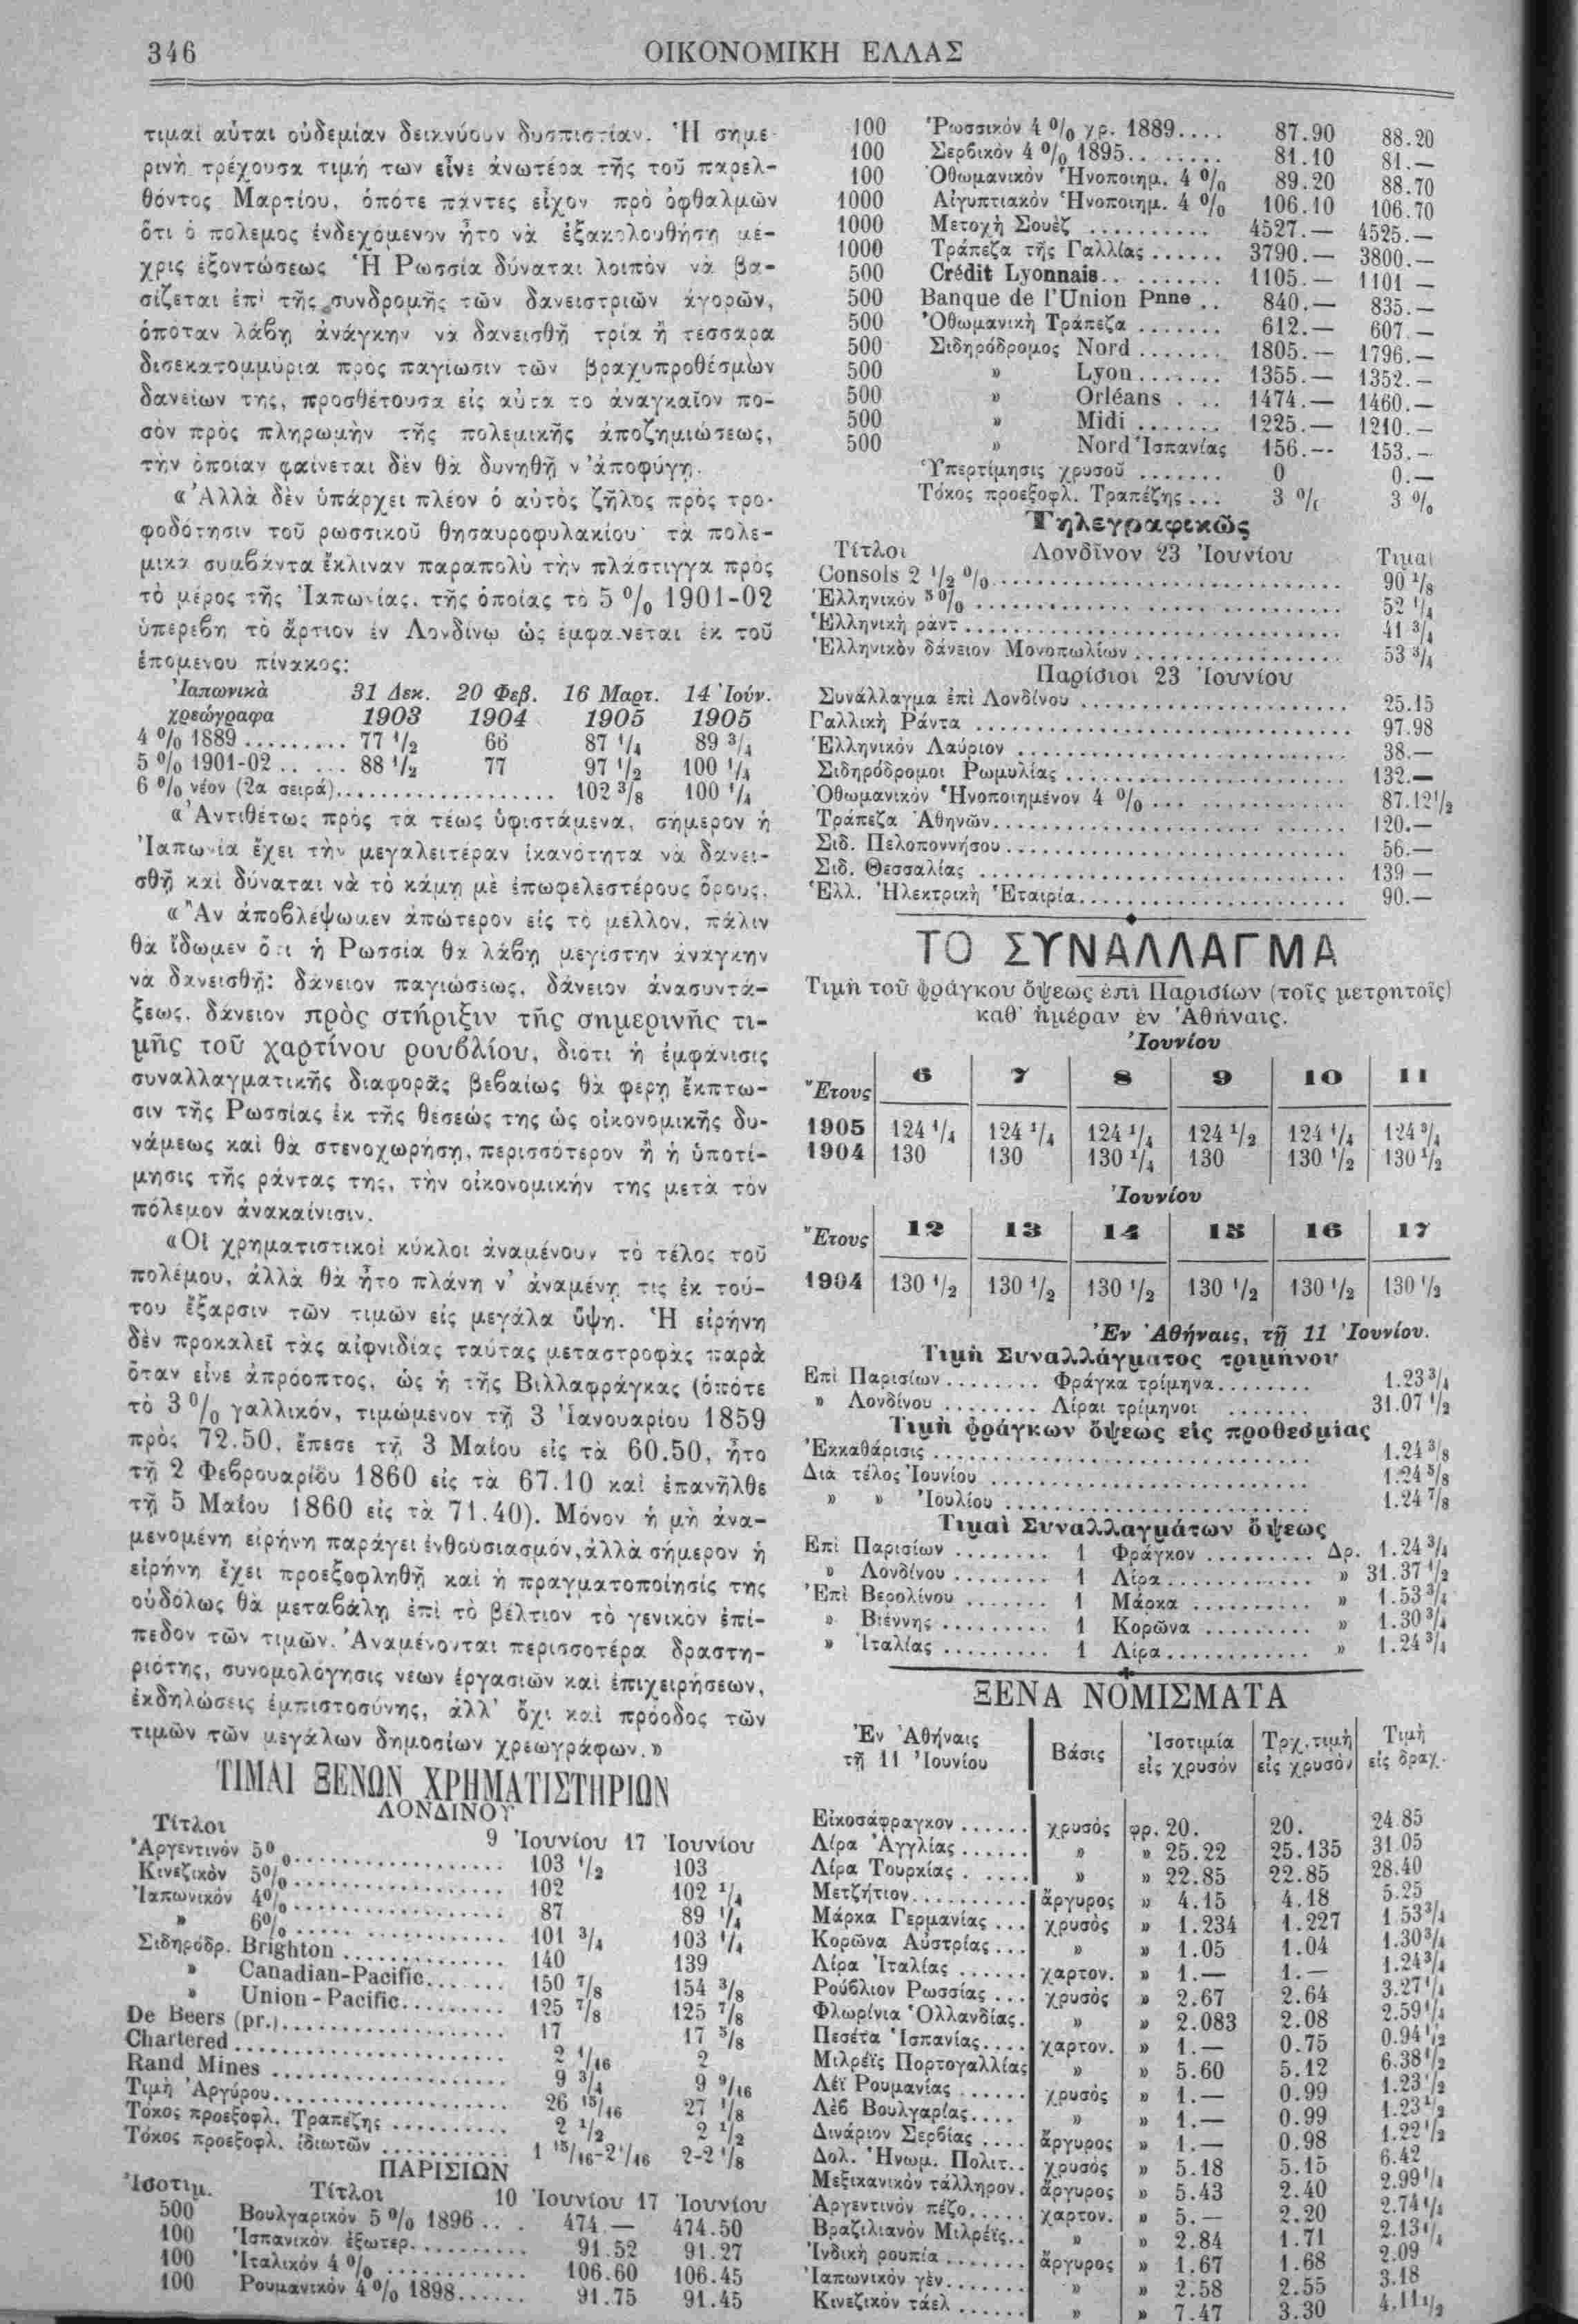 346
ΟΙΚΟΝΟΜΙΚΗ ΕΛΛΑΣ
τιμαὶ αὗται οὐδεμίαν δεικνύουν δυσπιστίαν. Ἡ σημε-
ρινὴ τρέχουσα τιμή των εἶνε ἀνωτέρα τῆς τοῦ παρελ-
θόντος Μαρτίου, ὁπότε πάντες εἶχον πρὸ ὀφθαλμῶν
ὅτι ὁ πόλεμος ἐνδεχόμενον ἦτο νὰ ἐξακολουθήσῃ μέ-
χρις ἐξοντώσεως Ἡ Ρωσσία δύναται λοιπὸν νὰ βα-
σίζεται ἐπὶ τῆς συνδρομῆς τῶν δανειστριῶν ἀγορῶν,
ὁπόταν λάβῃ ἀνάγκην νὰ δανεισθῇ τρία ἢ τέσσαρα
δισεκατομμύρια πρὸς παγίωσιν τῶν βραχυπροθέσμων
δανείων της, προσθέτουσα εἰς αὐτὰ τὸ ἀναγκαῖον πο-
σὸν πρὸς πληρωμὴν τῆς πολεμικῆς ἀποζημιώσεως,
τὴν ὁποίαν φαίνεται δὲν θὰ δυνηθῇ ν' ἀποφύγῃ.
«Ἀλλὰ δὲν ὑπάρχει πλέον ὁ αὐτὸς ζῆλος πρὸς τρο-
φοδότησιν τοῦ ρωσσικοῦ θησαυροφυλακίου· τὰ πολε-
μικὰ συμβάντα ἔκλιναν παραπολὺ τὴν πλάστιγγα πρὸς
τὸ μέρος τῆς Ἰαπωνίας, τῆς ὁποίας τὸ 5 0/0 1901-02
ὑπερέβη τὸ ἄρτιον ἐν Λονδίνῳ ὡς ἐμφαίνεται ἐκ τοῦ
ἑπομένου πίνακος:
Ἰαπωνικὰ 31 Δεκ. 20 Φεβ. 16 Μαρτ. 14 Ἰούν.
χρεώγραφα 1903 1904 1905 1905
4 0/0 1889 ......... 77 1/2 66 87 1/4 89 3/4
5 0/0 1901-02 ......... 88 1/2 77 97 1/2 100 1/4
6 0/0 νέον (2α σειρά) ......... 102 3/8 100 1/4
«Ἀντιθέτως πρὸς τὰ τέως ὑφιστάμενα, σήμερον ἡ
Ἰαπωνία ἔχει τὴν μεγαλειτέραν ἱκανότητα νὰ δανει-
σθῇ καὶ δύναται νὰ τὸ κάμῃ μὲ ἐπωφελεστέρους ὅρους.
«Ἂν ἀποβλέψωμεν ἀπώτερον εἰς τὸ μέλλον, πάλιν
θὰ ἴδωμεν ὅτι ἡ Ρωσσία θὰ λάβῃ μεγίστην ἀνάγκην
νὰ δανεισθῇ: δάνειον παγιώσεως, δάνειον ἀνασυντά-
ξεως, δάνειον πρὸς στήριξιν τῆς σημερινῆς τι-
μῆς τοῦ χαρτίνου ρουβλίου, διότι ἡ ἐμφάνισις
συναλλαγματικῆς διαφορᾶς βεβαίως θὰ φέρῃ ἔκπτω-
σιν τῆς Ρωσσίας ἐκ τῆς θέσεώς της ὡς οἰκονομικῆς δυ-
νάμεως καὶ θὰ στενοχωρήσῃ, περισσότερον ἢ ἡ ὑποτί-
μησις τῆς ράντας της, τὴν οἰκονομικήν της μετὰ τὸν
πόλεμον ἀνακαίνισιν.
«Οἱ χρηματιστικοὶ κύκλοι ἀναμένουν τὸ τέλος τοῦ
πολέμου, ἀλλὰ θὰ ἦτο πλάνη ν' ἀναμένῃ τις ἐκ τού-
του ἔξαρσιν τῶν τιμῶν εἰς μεγάλα ὕψη. Ἡ εἰρήνη
δὲν προκαλεῖ τὰς αἰφνιδίας ταύτας μεταστροφὰς παρὰ
ὅταν εἶνε ἀπρόοπτος, ὡς ἡ τῆς Βιλλαφράγκας (ὁπότε
τὸ 3 0/0 γαλλικόν, τιμώμενον τῇ 3 Ἰανουαρίου 1859
πρὸς 72.50, ἔπεσε τῇ 3 Μαίου εἰς τὰ 60.50, ἦτο
τῇ 2 Φεβρουαρίου 1860 εἰς τὰ 67.10 καὶ ἐπανῆλθε
τῇ 5 Μαίου 1860 εἰς τὰ 71.40). Μόνον ἡ μὴ ἀνα-
μενομένη εἰρήνη παράγει ἐνθουσιασμόν, ἀλλὰ σήμερον ἡ
εἰρήνη ἔχει προεξοφληθῇ καὶ ἡ πραγματοποίησίς της
οὐδόλως θὰ μεταβάλῃ ἐπὶ τὸ βέλτιον τὸ γενικὸν ἐπί-
πεδον τῶν τιμῶν. Ἀναμένονται περισσοτέρα δραστη-
ριότης, συνομολόγησις νέων ἐργασιῶν καὶ ἐπιχειρήσεων,
ἐκδηλώσεις ἐμπιστοσύνης, ἀλλ' ὄχι καὶ πρόοδος τῶν
τιμῶν τῶν μεγάλων δημοσίων χρεωγράφων.»
ΤΙΜΑΙ ΞΕΝΩΝ ΧΡΗΜΑΤΙΣΤΗΡΙΩΝ
ΛΟΝΔΙΝΟΥ
Τίτλοι 9 Ἰουνίου 17 Ἰουνίου
Ἀργεντινὸν 5 0/0 ......... 103 1/2 103
Κινεζικὸν 5 0/0 ......... 102 102 1/4
Ἰαπωνικὸν 4 0/0 ......... 87 89 1/4
» 6 0/0 ......... 101 3/4 103 1/4
Σιδηρόδρ. Brighton ......... 140 139
» Canadian-Pacific ......... 150 7/8 154 3/8
» Union-Pacific ......... 125 7/8 125 7/8
De Beers (pr.) ......... 17 17 5/8
Chartered ......... 2 1/16 2
Rand Mines ......... 9 3/4 9 9/16
Τιμὴ Ἀργύρου ......... 26 15/16 27 1/8
Τόκος προεξοφλ. Τραπέζης ......... 2 1/2 2 1/2
Τόκος προεξοφλ. ἰδιωτῶν ......... 1 15/16-2 1/16 2-2 1/8
ΠΑΡΙΣΙΩΝ
Ἰσοτιμ. Τίτλοι 10 Ἰουνίου 17 Ἰουνίου
500 Βουλγαρικὸν 5 0/0 1896 ... 474.— 474.50
100 Ἱσπανικὸν ἐξωτερ. ......... 91.52 91.27
100 Ἰταλικὸν 4 0/0 ......... 106.60 106.45
100 Ρουμανικὸν 4 0/0 1898 ...... 91.75 91.45
100 Ῥωσσικὸν 4 0/0 χρ. 1889.... 87.90 88.20
100 Σερβικὸν 4 0/0 1895......... 81.10 81.—
100 Ὀθωμανικὸν Ἡνοποιημ. 4 0/0 89.20 88.70
1000 Αἰγυπτιακὸν Ἡνοποιημ. 4 0/0 106.10 106.70
1000 Μετοχὴ Σουὲζ .......... 4527.— 4525.—
1000 Τράπεζα τῆς Γαλλίας ...... 3790.— 3800.—
500 Crédit Lyonnais.......... 1105.— 1101 —
500 Banque de l'Union Pnne .. 840.— 835.—
500 Ὀθωμανικὴ Τράπεζα ....... 612.— 607 —
500 Σιδηρόδρομος Nord ....... 1805.— 1796.—
500 » Lyon ....... 1355.— 1352.—
500 » Orléans ... 1474.— 1460.—
500 » Midi ....... 1225.— 1210.—
500 » Nord Ἱσπανίας 156.-- 153.—
Ὑπερτίμησις χρυσοῦ ....... 0 0.—
Τόκος προεξοφλ. Τραπέζης ... 3 0/0 3 0/0
Τηλεγραφικῶς
Τίτλοι Λονδῖνον 23 Ἰουνίου Τιμαὶ
Consols 2 1/2 0/0 ......... 90 1/8
Ἑλληνικὸν 5 0/0 ......... 52 1/4
Ἑλληνικὴ ράντ ......... 41 3/4
Ἑλληνικὸν δάνειον Μονοπωλίων ......... 53 3/4
Παρίσιοι 23 Ἰουνίου
Συνάλλαγμα ἐπὶ Λονδίνου ......... 25.15
Γαλλικὴ Ράντα ......... 97.98
Ἑλληνικὸν Λαύριον ......... 38.—
Σιδηρόδρομοι Ρωμυλίας ......... 132.—
Ὀθωμανικὸν Ἡνοποιημένον 4 0/0 ......... 87.12 1/2
Τράπεζα Ἀθηνῶν ......... 120.—
Σιδ. Πελοποννήσου ......... 56.—
Σιδ. Θεσσαλίας ......... 139 —
Ἑλλ. Ἠλεκτρικὴ Ἑταιρία ......... 90.—
ΤΟ ΣΥΝΑΛΛΑΓΜΑ
Τιμὴ τοῦ φράγκου ὄψεως ἐπὶ Παρισίων (τοῖς μετρητοῖς)
καθ' ἡμέραν ἐν Ἀθήναις.
Ἰουνίου
Ἔτους 6 7 8 9 10 11
1905 124 1/4 124 1/4 124 1/4 124 1/2 124 1/4 124 3/4
1904 130 130 130 1/4 130 130 1/2 130 1/2
Ἰουνίου
Ἔτους 12 13 14 15 16 17
1904 130 1/2 130 1/2 130 1/2 130 1/2 130 1/2 130 1/2
Ἐν Ἀθήναις, τῇ 11 Ἰουνίου.
Τιμὴ Συναλλάγματος τριμήνου
Ἐπὶ Παρισίων ........ Φράγκα τρίμηνα ........ 1.23 3/4
» Λονδίνου ........ Λίραι τρίμηνοι ....... 31.07 1/2
Τιμὴ φράγκων ὄψεως εἰς προθεσμίας
Ἐκκαθάρισις ......... 1.24 3/8
Διὰ τέλος Ἰουνίου ......... 1.24 5/8
» » Ἰουλίου ......... 1.24 7/8
Τιμαὶ Συναλλαγμάτων ὄψεως
Ἐπὶ Παρισίων ........ 1 Φράγκον ......... Δρ. 1.24 3/4
» Λονδίνου ........ 1 Λίρα ......... » 31.37 1/2
Ἐπὶ Βερολίνου ....... 1 Μάρκα ......... » 1.53 3/4
» Βιέννης ......... 1 Κορῶνα ......... » 1.30 3/4
» Ἰταλίας ......... 1 Λίρα ......... » 1.24 3/4
ΞΕΝΑ ΝΟΜΙΣΜΑΤΑ
Ἐν Ἀθήναις τῇ 11 Ἰουνίου Βάσις Ἰσοτιμία εἰς χρυσὸν Τρχ. τιμὴ εἰς χρυσὸν Τιμὴ εἰς δραχ.
Εἰκοσάφραγκον ...... χρυσὸς φρ. 20. 20. 24.85
Λίρα Ἀγγλίας ...... » » 25.22 25.135 31.05
Λίρα Τουρκίας ...... » » 22.85 22.85 28.40
Μετζήτιον .......... ἄργυρος » 4.15 4.18 5.25
Μάρκα Γερμανίας ... χρυσὸς » 1.234 1.227 1 53 3/4
Κορῶνα Αὐστρίας ... » » 1.05 1.04 1.30 3/4
Λίρα Ἰταλίας ...... χαρτον. » 1.— 1.— 1.24 3/4
Ρούβλιον Ρωσσίας ... χρυσὸς » 2.67 2.64 3.27 1/4
Φλωρίνια Ὁλλανδίας. » » 2.083 2.08 2.59 1/4
Πεσέτα Ἱσπανίας.... χαρτον. » 1.— 0.75 0.94 1/2
Μιλρέϊς Πορτογαλλίας » » 5.60 5.12 6.38 1/2
Λέϊ Ρουμανίας ...... χρυσὸς » 1.— 0.99 1.23 1/2
Λὲβ Βουλγαρίας.... » » 1.— 0.99 1.23 1/2
Δινάριον Σερβίας .... ἄργυρος » 1.— 0.98 1.22 1/2
Δολ. Ἡνωμ. Πολιτ. . χρυσὸς » 5.18 5.15 6.42
Μεξικανικὸν τάλληρον. ἄργυρος » 5.43 2.40 2.99 1/4
Ἀργεντινὸν πέζο..... χαρτον. » 5.— 2.20 2.74 1/4
Βραζιλιανὸν Μιλρέϊς.. » » 2.84 1.71 2.13 1/4
Ἰνδικὴ ρουπία ....... ἄργυρος » 1.67 1.68 2.09
Ἰαπωνικὸν γὲν....... » » 2.58 2.55 3.18
Κινεζικὸν τάελ ...... » » 7.47 3.30 4.11 1/2